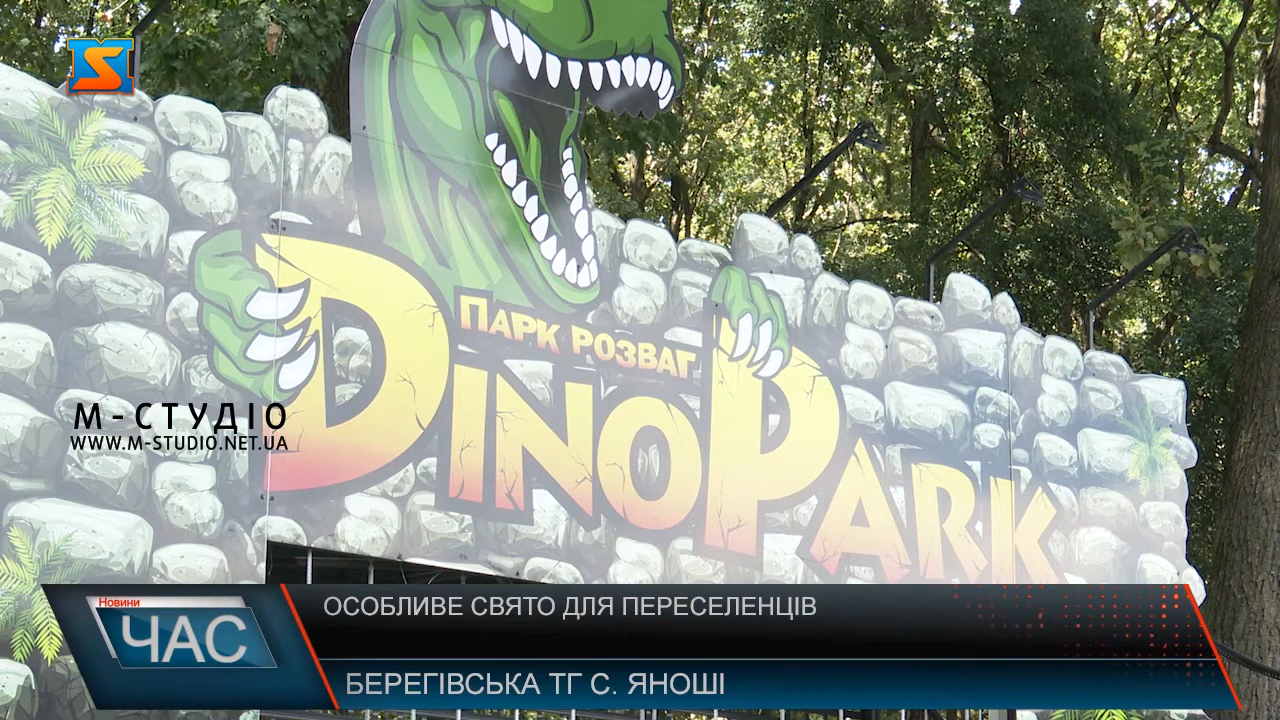 ПАРК РОЗВАГ
DINOPARK
М-СТУДІО
WWW.M-STUDIO.NET.UA
Новини
ЧАС
ОСОБЛИВЕ СВЯТО ДЛЯ ПЕРЕСЕЛЕНЦІВ
БЕРЕГІВСЬКА ТГ С. ЯНОШІ